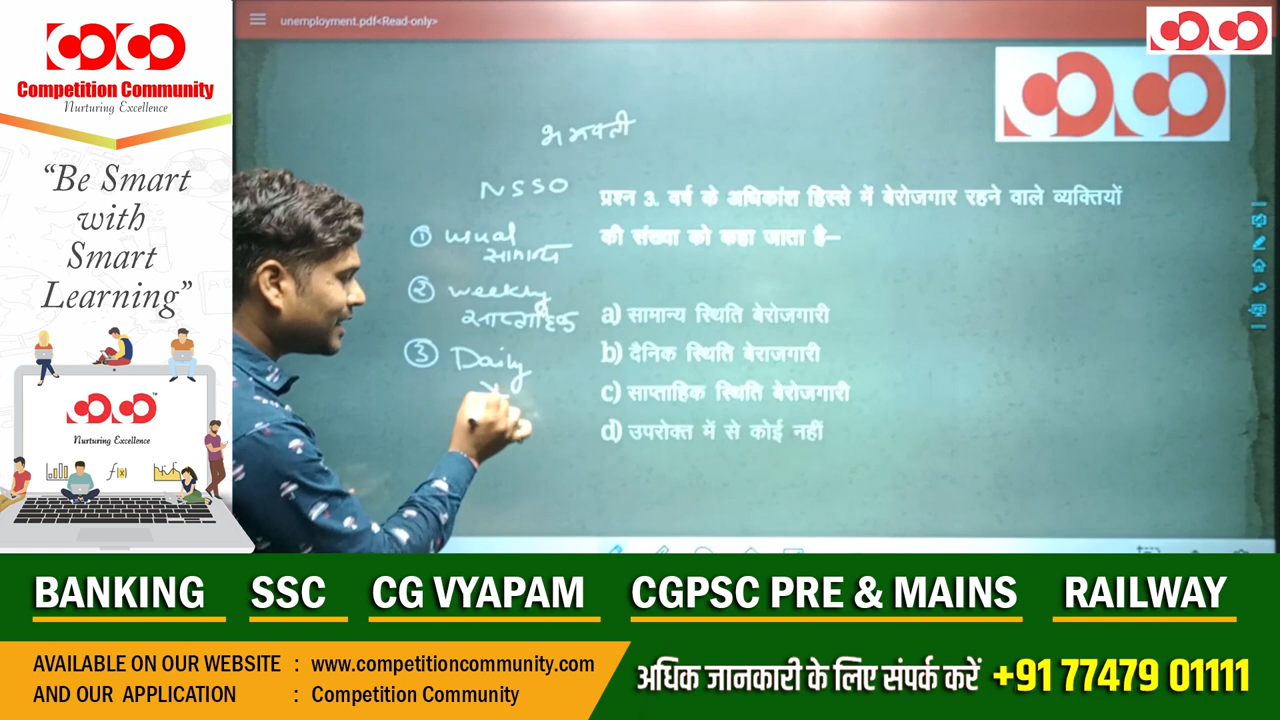 Competition Community
Nurturing Excellence
“Be Smart
with
Smart
Learning”
Nurturing Excellence
f(x)
unemployment.pdf<Read-only>
NSSO
① usual
सामान्य
② weekly
साप्ताहिक
③ Daily
प्रश्न 3. वर्ष के अधिकांश हिस्से में बेरोजगार रहने वाले व्यक्तियों
की संख्या को कहा जाता है–
a) सामान्य स्थिति बेरोजगारी
b) दैनिक स्थिति बेराजगारी
c) साप्ताहिक स्थिति बेरोजगारी
d) उपरोक्त में से कोई नहीं
BANKING SSC CG VYAPAM CGPSC PRE & MAINS RAILWAY
AVAILABLE ON OUR WEBSITE : www.competitioncommunity.com
AND OUR APPLICATION : Competition Community
अधिक जानकारी के लिए संपर्क करें +91 77479 01111